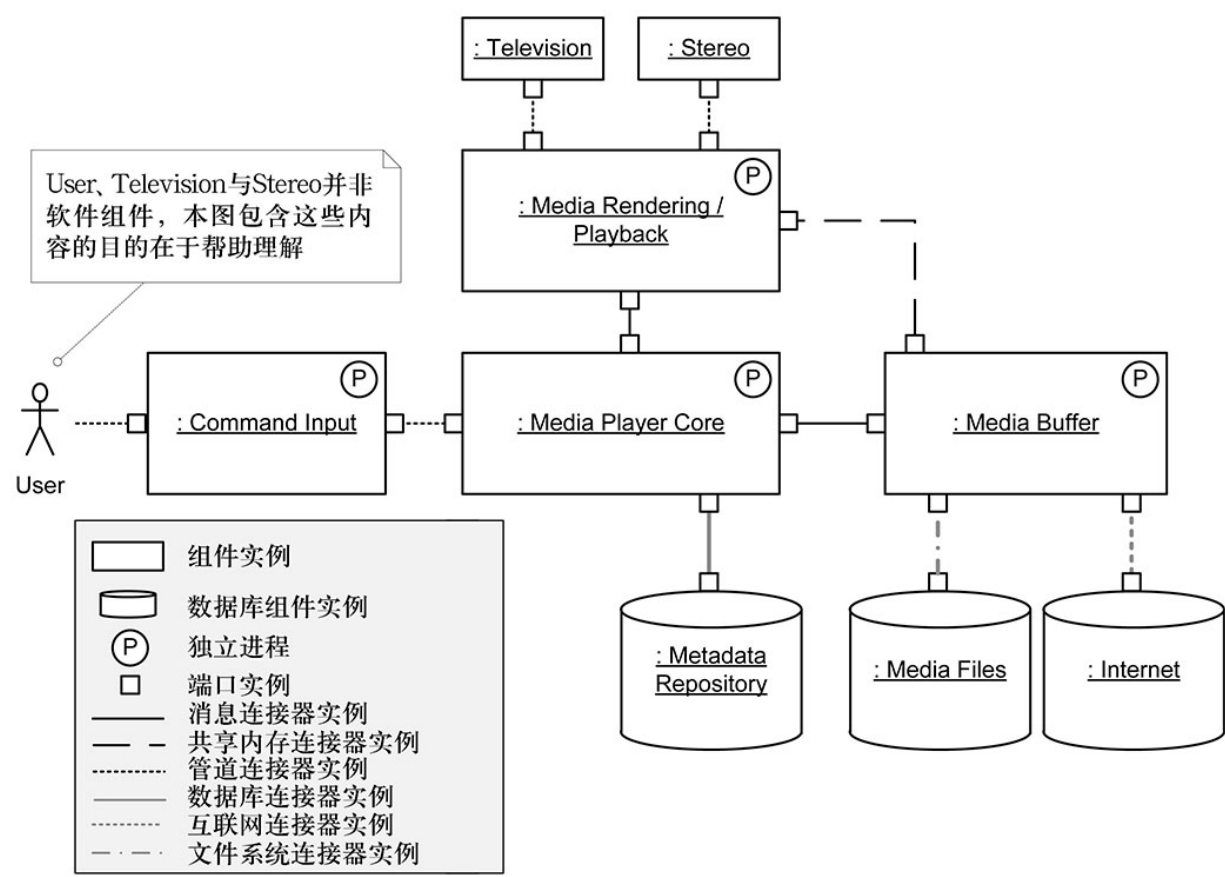 : Television
: Stereo
User、Television与Stereo并非
软件组件，本图包含这些内
容的目的在于帮助理解
P
: Media Rendering /
Playback
P
: Command Input
P
: Media Player Core
P
: Media Buffer
User
组件实例
数据库组件实例
P
独立进程
端口实例
消息连接器实例
共享内存连接器实例
管道连接器实例
数据库连接器实例
互联网连接器实例
文件系统连接器实例
: Metadata
Repository
: Media Files
: Internet